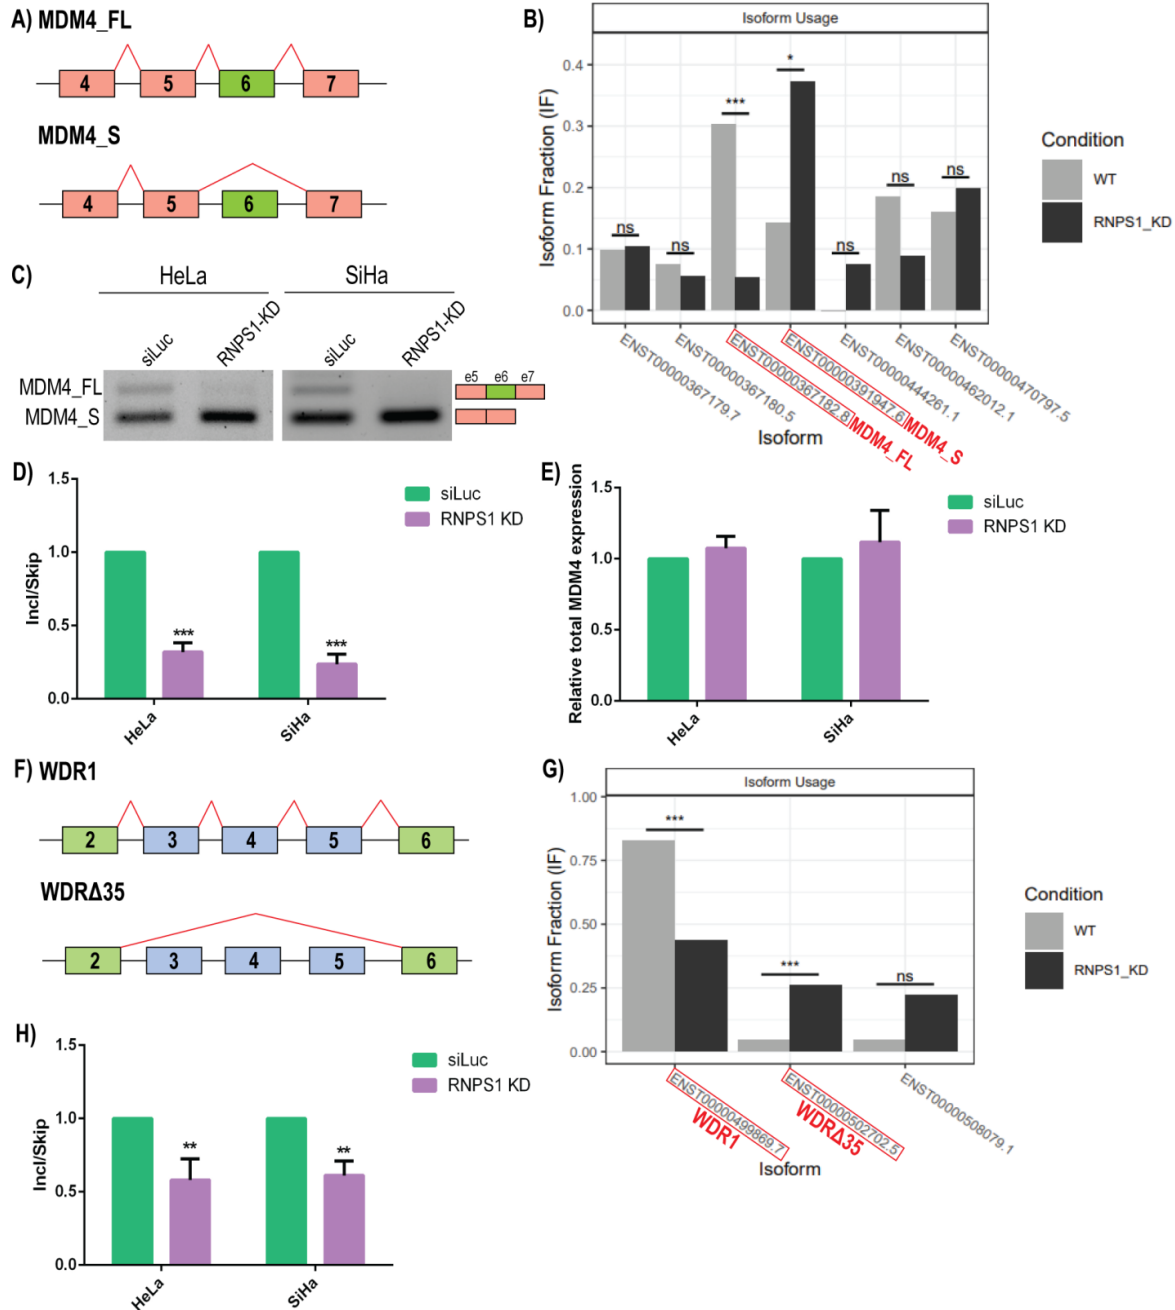 A) MDM4_FL
4 5 6 7
MDM4_S
4 5 6 7
B)
Isoform Usage
Isoform Fraction (IF)
0.4
0.3
0.2
0.1
0.0
ns
ns
***
*
ns
ns
ns
ENST00000367179.7
ENST00000367180.5
ENST00000367182.8
MDM4_FL
ENST00000391947.6
MDM4_S
ENST00000444261.1
ENST00000462012.1
ENST00000470797.5
Isoform
Condition
WT
RNPS1_KD
C)
HeLa SiHa
siLuc RNPS1-KD siLuc RNPS1-KD
MDM4_FL
MDM4_S
e5 e6 e7
D)
Incl/Skip
1.5
1.0
0.5
0.0
***
***
HeLa
SiHa
siLuc
RNPS1 KD
E)
Relative total MDM4 expression
1.5
1.0
0.5
0.0
HeLa
SiHa
siLuc
RNPS1 KD
F) WDR1
2 3 4 5 6
WDRΔ35
2 3 4 5 6
G)
Isoform Usage
Isoform Fraction (IF)
1.00
0.75
0.50
0.25
0.00
***
***
ns
ENST00000499869.7
WDR1
ENST00000502702.5
WDRΔ35
ENST00000508079.1
Isoform
Condition
WT
RNPS1_KD
H)
Incl/Skip
1.5
1.0
0.5
0.0
**
**
HeLa
SiHa
siLuc
RNPS1 KD